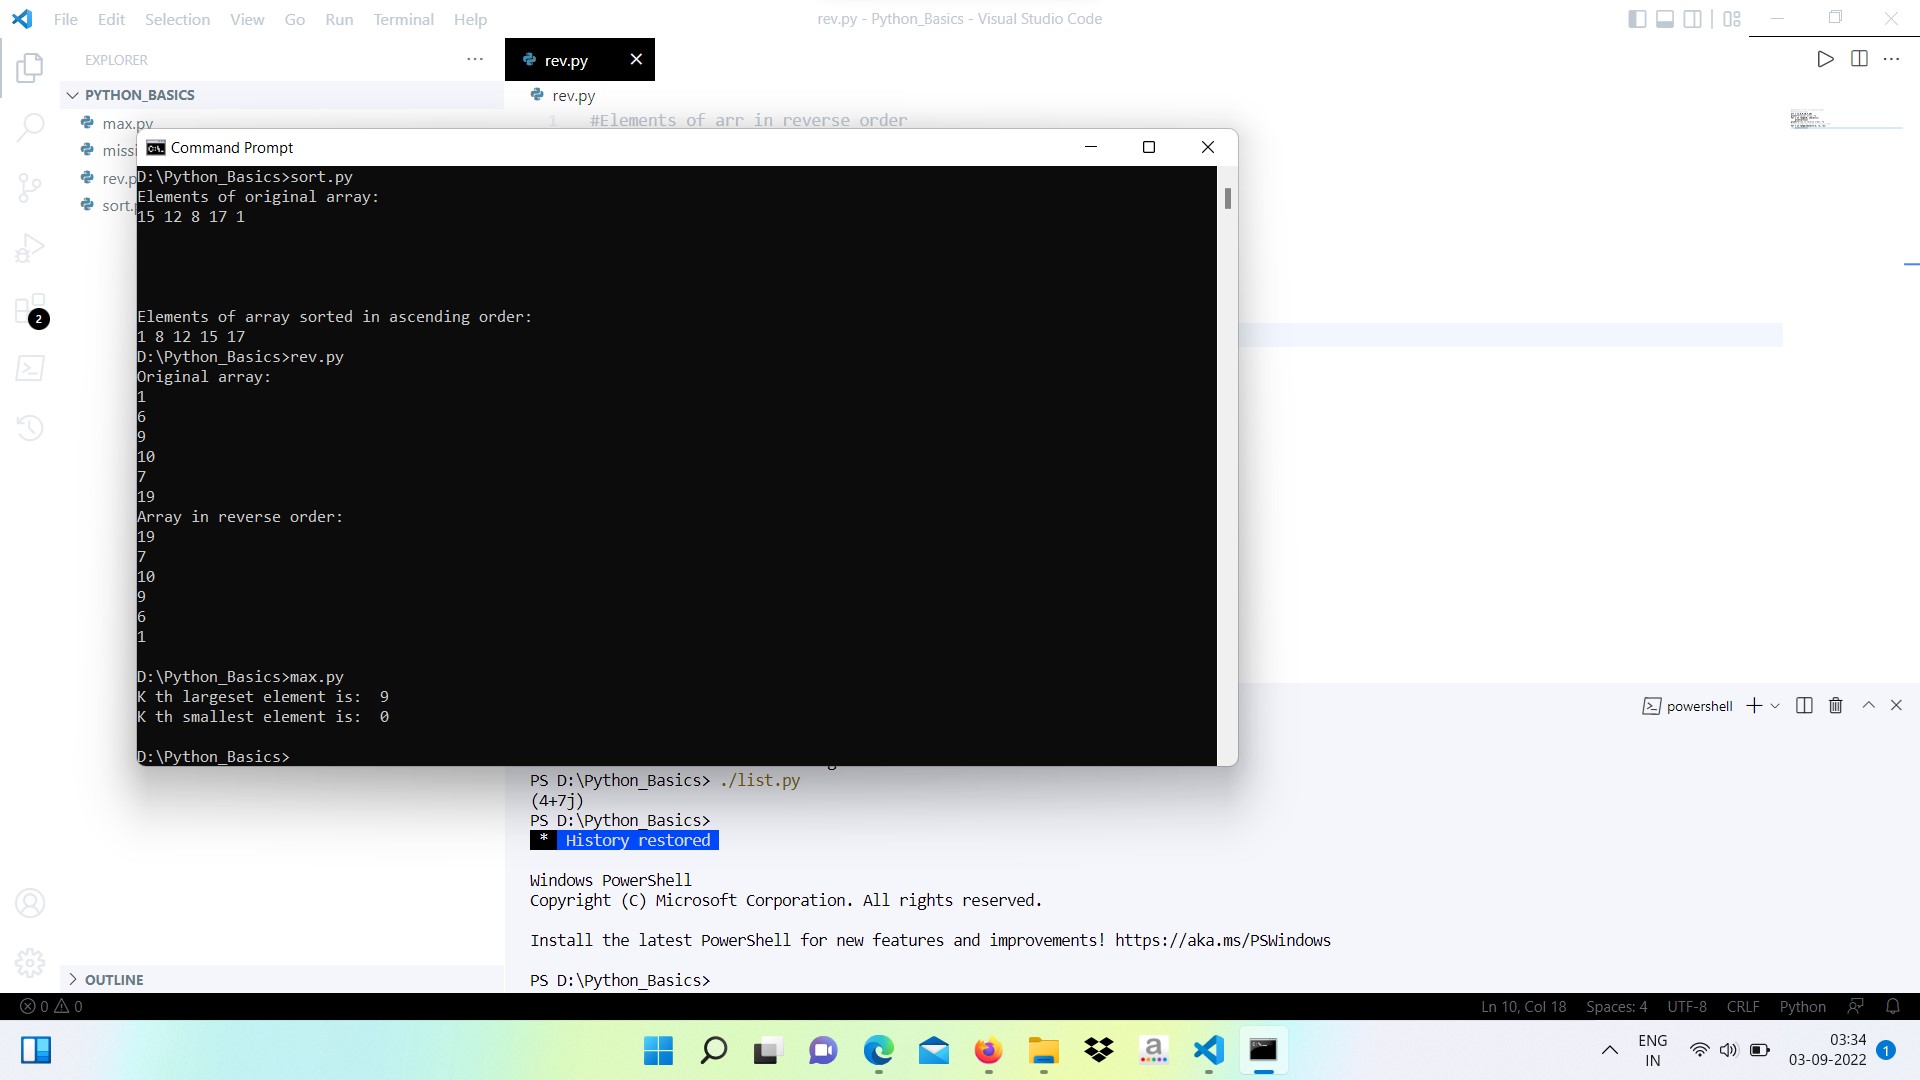 File Edit Selection View Go Run Terminal Help
rev.py - Python_Basics - Visual Studio Code
EXPLORER
rev.py
PYTHON_BASICS
rev.py
max.py
1 #Elements of arr in reverse order
missi
rev.p
sort.
Command Prompt
D:\Python_Basics>sort.py
Elements of original array:
15 12 8 17 1
Elements of array sorted in ascending order:
1 8 12 15 17
D:\Python_Basics>rev.py
Original array:
1
6
9
10
7
19
Array in reverse order:
19
7
10
9
6
1
D:\Python_Basics>max.py
K th largeset element is:  9
K th smallest element is:  0
D:\Python_Basics>
2
powershell
PS D:\Python_Basics> ./list.py
(4+7j)
PS D:\Python_Basics>
* History restored
Windows PowerShell
Copyright (C) Microsoft Corporation. All rights reserved.
Install the latest PowerShell for new features and improvements! https://aka.ms/PSWindows
PS D:\Python_Basics>
OUTLINE
0 0
Ln 10, Col 18 Spaces: 4 UTF-8 CRLF Python
ENG
IN
03:34
03-09-2022
1